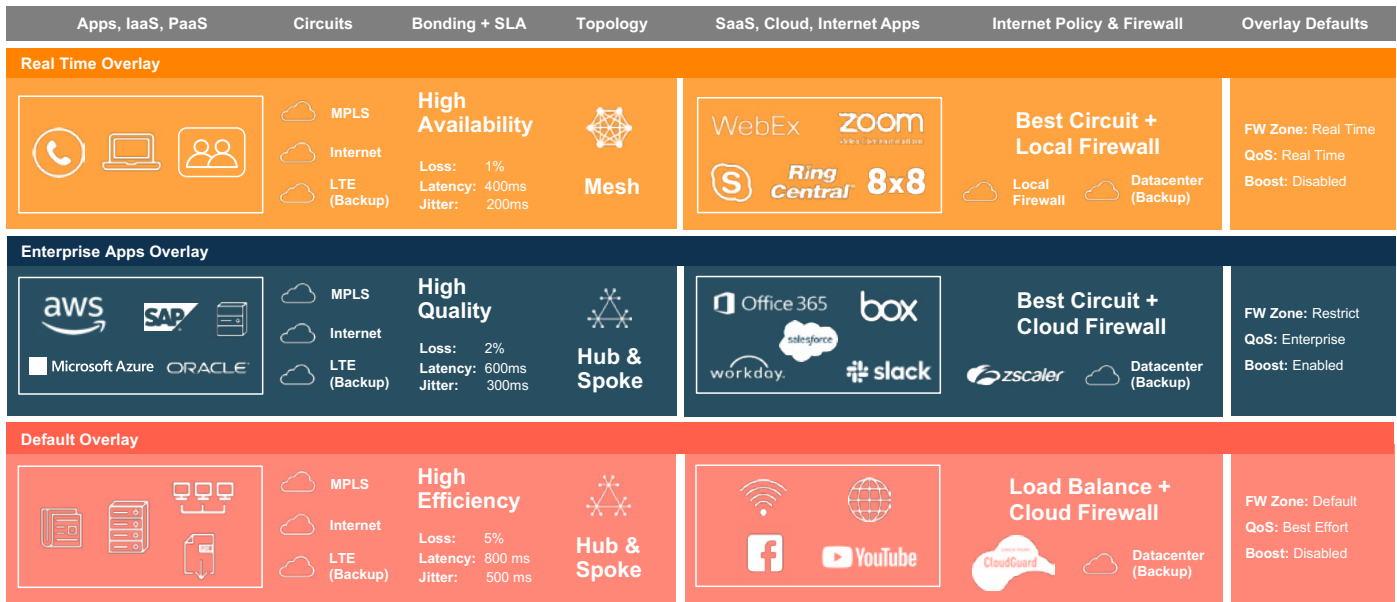 Apps, IaaS, PaaS
Circuits
Bonding + SLA
Topology
SaaS, Cloud, Internet Apps
Internet Policy & Firewall
Overlay Defaults
Real Time Overlay
MPLS
Internet
LTE
(Backup)
High
Availability
Loss: 1%
Latency: 400ms
Jitter: 200ms
Mesh
WebEx
zoom
S
Ring
Central
8x8
Best Circuit +
Local Firewall
Local
Firewall
Datacenter
(Backup)
FW Zone: Real Time
QoS: Real Time
Boost: Disabled
Enterprise Apps Overlay
aws
SAP
Microsoft Azure
ORACLE
MPLS
Internet
LTE
(Backup)
High
Quality
Loss: 2%
Latency: 600ms
Jitter: 300ms
Hub &
Spoke
Office 365
box
salesforce
workday.
slack
Best Circuit +
Cloud Firewall
zscaler
Datacenter
(Backup)
FW Zone: Restrict
QoS: Enterprise
Boost: Enabled
Default Overlay
MPLS
Internet
LTE
(Backup)
High
Efficiency
Loss: 5%
Latency: 800 ms
Jitter: 500 ms
Hub &
Spoke
f
YouTube
Load Balance +
Cloud Firewall
CloudGuard
Datacenter
(Backup)
FW Zone: Default
QoS: Best Effort
Boost: Disabled